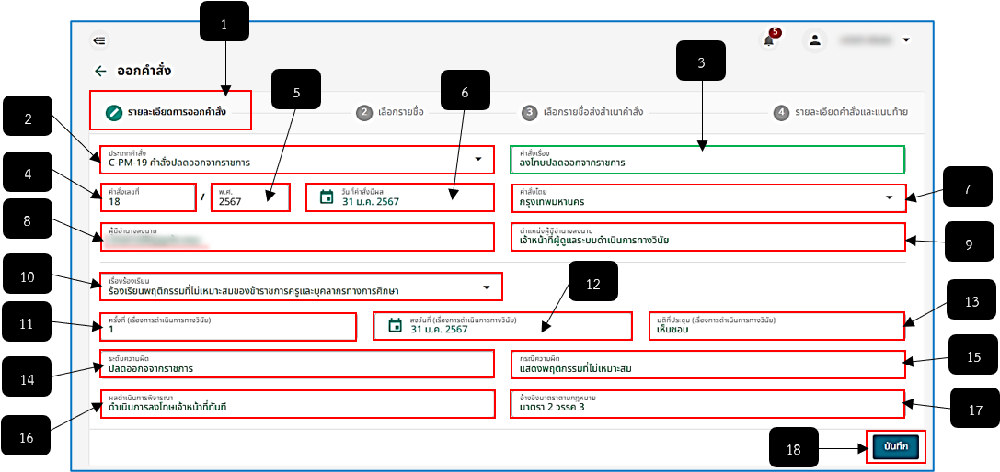 1
5
ออกคำสั่ง
3
5
6
รายละเอียดการออกคำสั่ง
2 เลือกรายชื่อ
3 เลือกรายชื่อส่งสำเนาคำสั่ง
4 รายละเอียดคำสั่งและแนบท้าย
2
ประเภทคำสั่ง
C-PM-19 คำสั่งปลดออกจากราชการ
คำสั่งเรื่อง
ลงโทษปลดออกจากราชการ
4
คำสั่งเลขที่
18
/
พ.ศ.
2567
วันที่คำสั่งมีผล
31 ม.ค. 2567
คำสั่งโดย
กรุงเทพมหานคร
7
8
ผู้มีอำนาจลงนาม
ตำแหน่งผู้มีอำนาจลงนาม
เจ้าหน้าที่ผู้ดูแลระบบดำเนินการทางวินัย
9
10
เรื่องร้องเรียน
ร้องเรียนพฤติกรรมที่ไม่เหมาะสมของข้าราชการครูและบุคลากรทางการศึกษา
12
11
ครั้งที่ (เรื่องการดำเนินการทางวินัย)
1
ลงวันที่ (เรื่องการดำเนินการทางวินัย)
31 ม.ค. 2567
มติที่ประชุม (เรื่องการดำเนินการทางวินัย)
เห็นชอบ
13
14
ระดับความผิด
ปลดออกจจากราชการ
กรณีความผิด
แสดงพฤติกรรมที่ไม่เหมาะสม
15
16
ผลดำเนินการพิจารณา
ดำเนินการลงโทษเจ้าหน้าที่ทันที
อ้างอิงมาตราตามกฎหมาย
มาตรา 2 วรรค 3
17
18
บันทึก